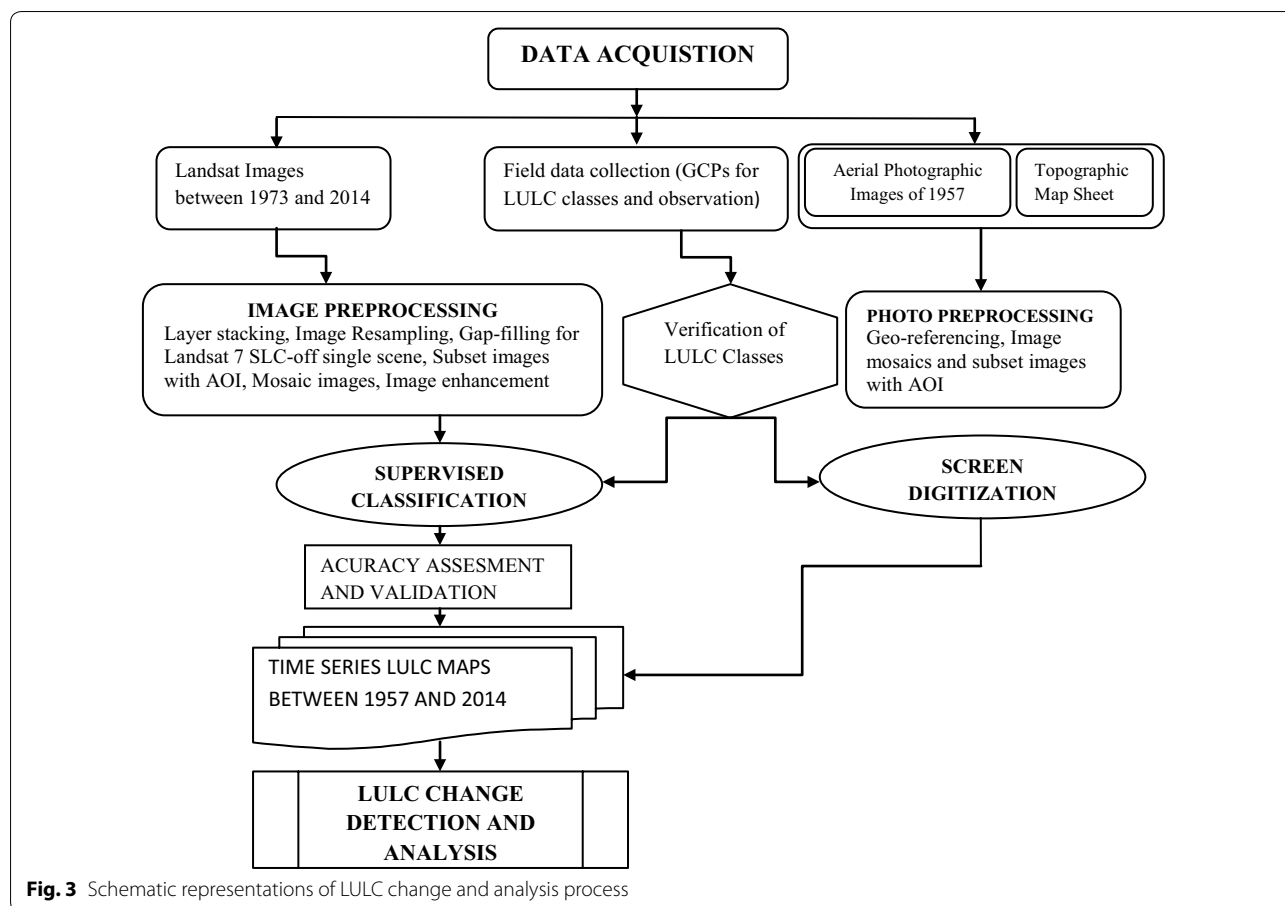 DATA ACQUISTION
Landsat Images
between 1973 and 2014
Field data collection (GCPs for
LULC classes and observation)
Aerial Photographic
Images of 1957
Topographic
Map Sheet
IMAGE PREPROCESSING
Layer stacking, Image Resampling, Gap-filling for
Landsat 7 SLC-off single scene, Subset images
with AOI, Mosaic images, Image enhancement
Verification of
LULC Classes
PHOTO PREPROCESSING
Geo-referencing, Image
mosaics and subset images
with AOI
SUPERVISED
CLASSIFICATION
SCREEN
DIGITIZATION
ACURACY ASSESMENT
AND VALIDATION
TIME SERIES LULC MAPS
BETWEEN 1957 AND 2014
LULC CHANGE
DETECTION AND
ANALYSIS
Fig. 3 Schematic representations of LULC change and analysis process